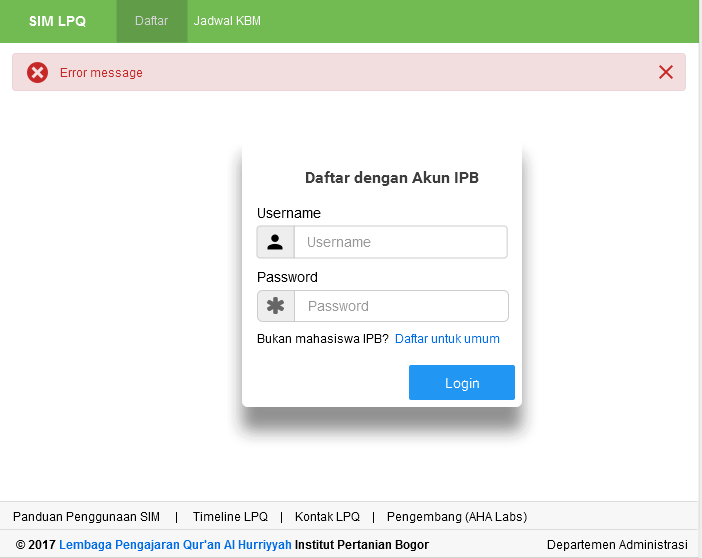 SIM LPQ Daftar Jadwal KBM
Error message
Daftar dengan Akun IPB
Username
Username
Password
Password
Bukan mahasiswa IPB? Daftar untuk umum
Login
Panduan Penggunaan SIM | Timeline LPQ | Kontak LPQ | Pengembang (AHA Labs)
© 2017 Lembaga Pengajaran Qur'an Al Hurriyyah Institut Pertanian Bogor Departemen Administrasi